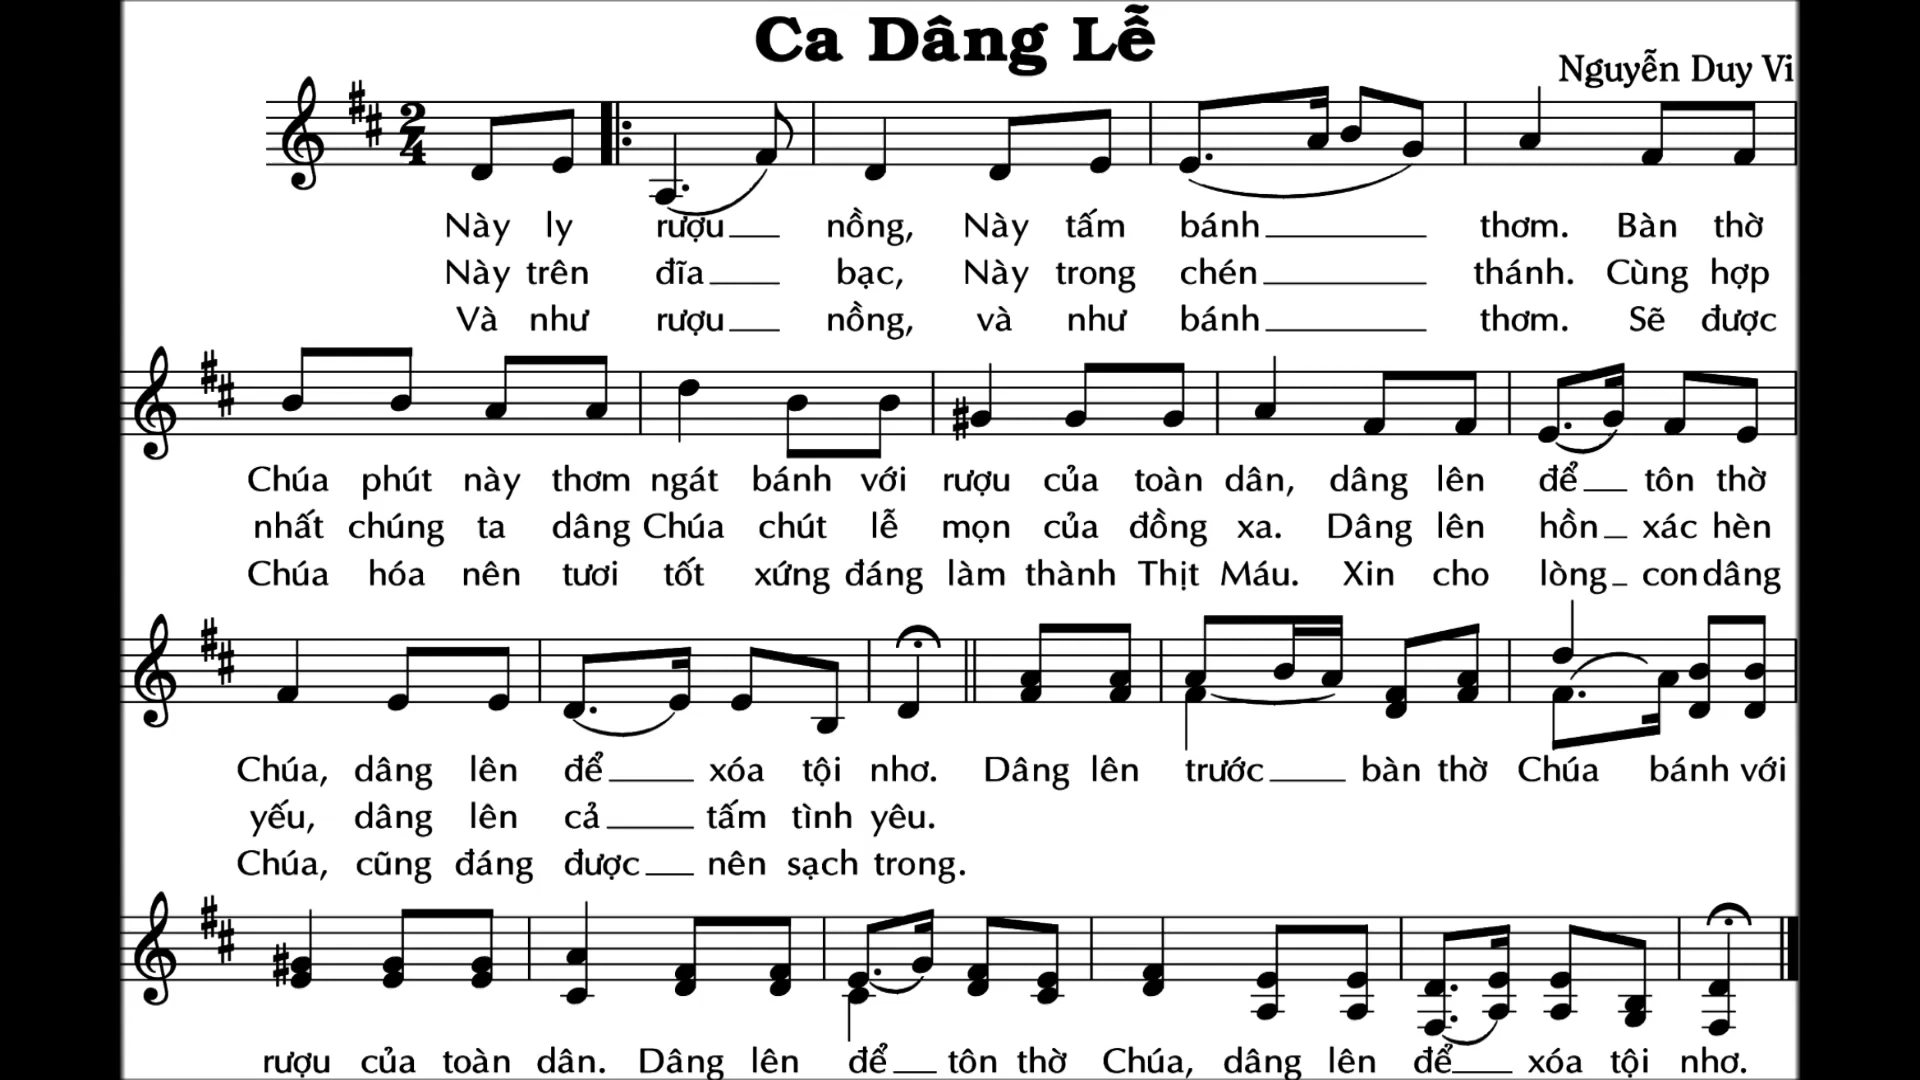 Ca Dâng Lễ
Nguyễn Duy Vi
2
4
Này ly rượu nồng, Này tấm bánh thơm. Bàn thờ
Này trên đĩa bạc, Này trong chén thánh. Cùng hợp
Và như rượu nồng, và như bánh thơm. Sẽ được
Chúa phút này thơm ngát bánh với rượu của toàn dân, dâng lên để tôn thờ
nhất chúng ta dâng Chúa chút lễ mọn của đồng xa. Dâng lên hồn xác hèn
Chúa hóa nên tươi tốt xứng đáng làm thành Thịt Máu. Xin cho lòng con dâng
Chúa, dâng lên để xóa tội nhơ. Dâng lên trước bàn thờ Chúa bánh với
yếu, dâng lên cả tấm tình yêu.
Chúa, cũng đáng được nên sạch trong.
rượu của toàn dân. Dâng lên để tôn thờ Chúa, dâng lên để xóa tội nhơ.